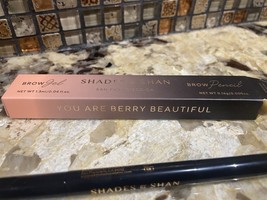 BROW Gel
SHADES BY SHAN
BROW Pencil
YOU ARE BERRY BEAUTIFUL
SHADES BY SHAN